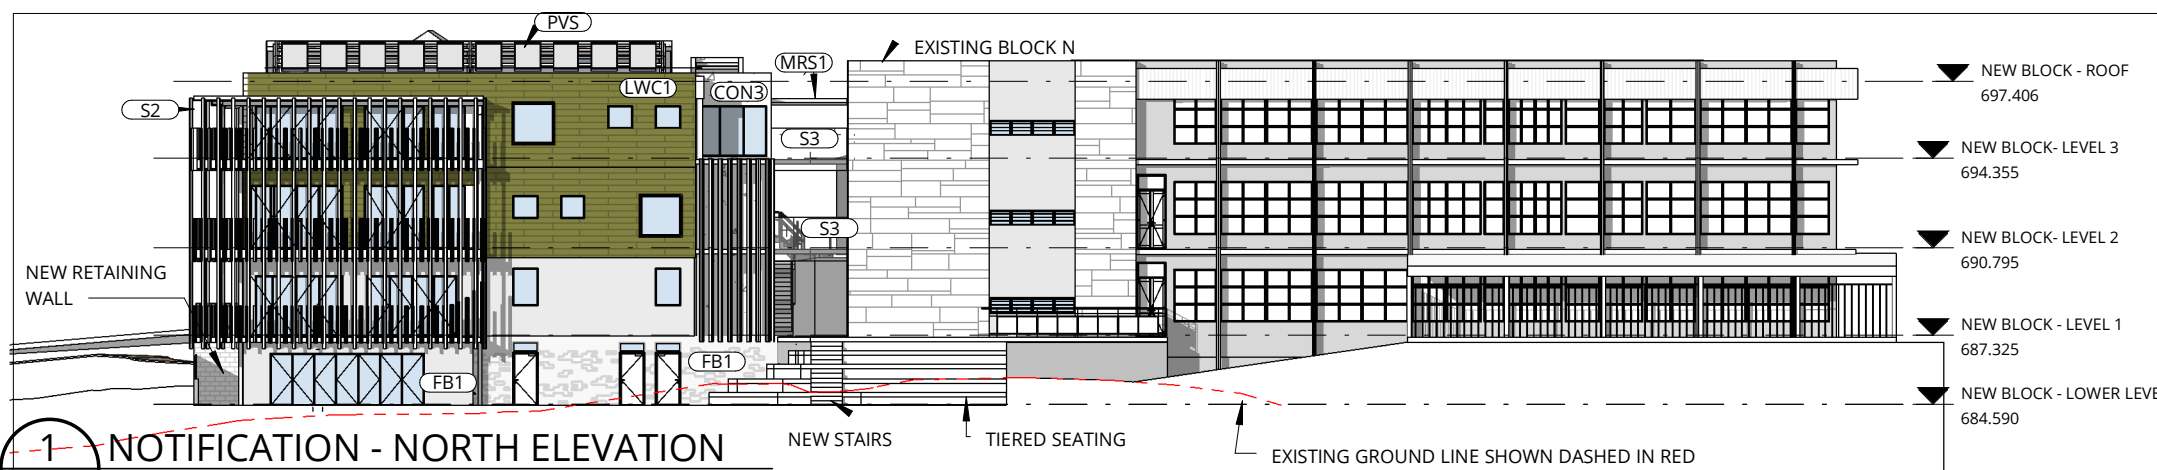 PVS
EXISTING BLOCK N
MRS1
NEW BLOCK - ROOF
697.406
LWC1
CON3
S2
S3
NEW BLOCK- LEVEL 3
694.355
S3
NEW BLOCK- LEVEL 2
690.795
NEW RETAINING
WALL
NEW BLOCK - LEVEL 1
687.325
FB1
FB1
NEW BLOCK - LOWER LEVE
684.590
1
NOTIFICATION - NORTH ELEVATION
NEW STAIRS
TIERED SEATING
EXISTING GROUND LINE SHOWN DASHED IN RED